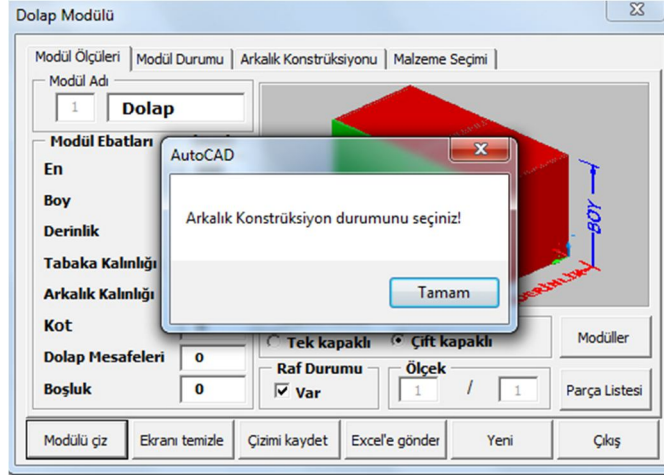 Dolap Modülü
Modül Ölçüleri
Modül Durumu
Arkalık Konstrüksiyonu
Malzeme Seçimi
Modül Adı
1
Dolap
Modül Ebatları
En
Boy
Derinlik
Tabaka Kalınlığı
Arkalık Kalınlığı
Kot
Dolap Mesafeleri
0
Boşluk
0
AutoCAD
Arkalık Konstrüksiyon durumunu seçiniz!
Tamam
BOY
Tek kapaklı
Çift kapaklı
Raf Durumu
Var
Ölçek
1 / 1
Modüller
Parça Listesi
Modülü çiz
Ekranı temizle
Çizimi kaydet
Excel'e gönder
Yeni
Çıkış